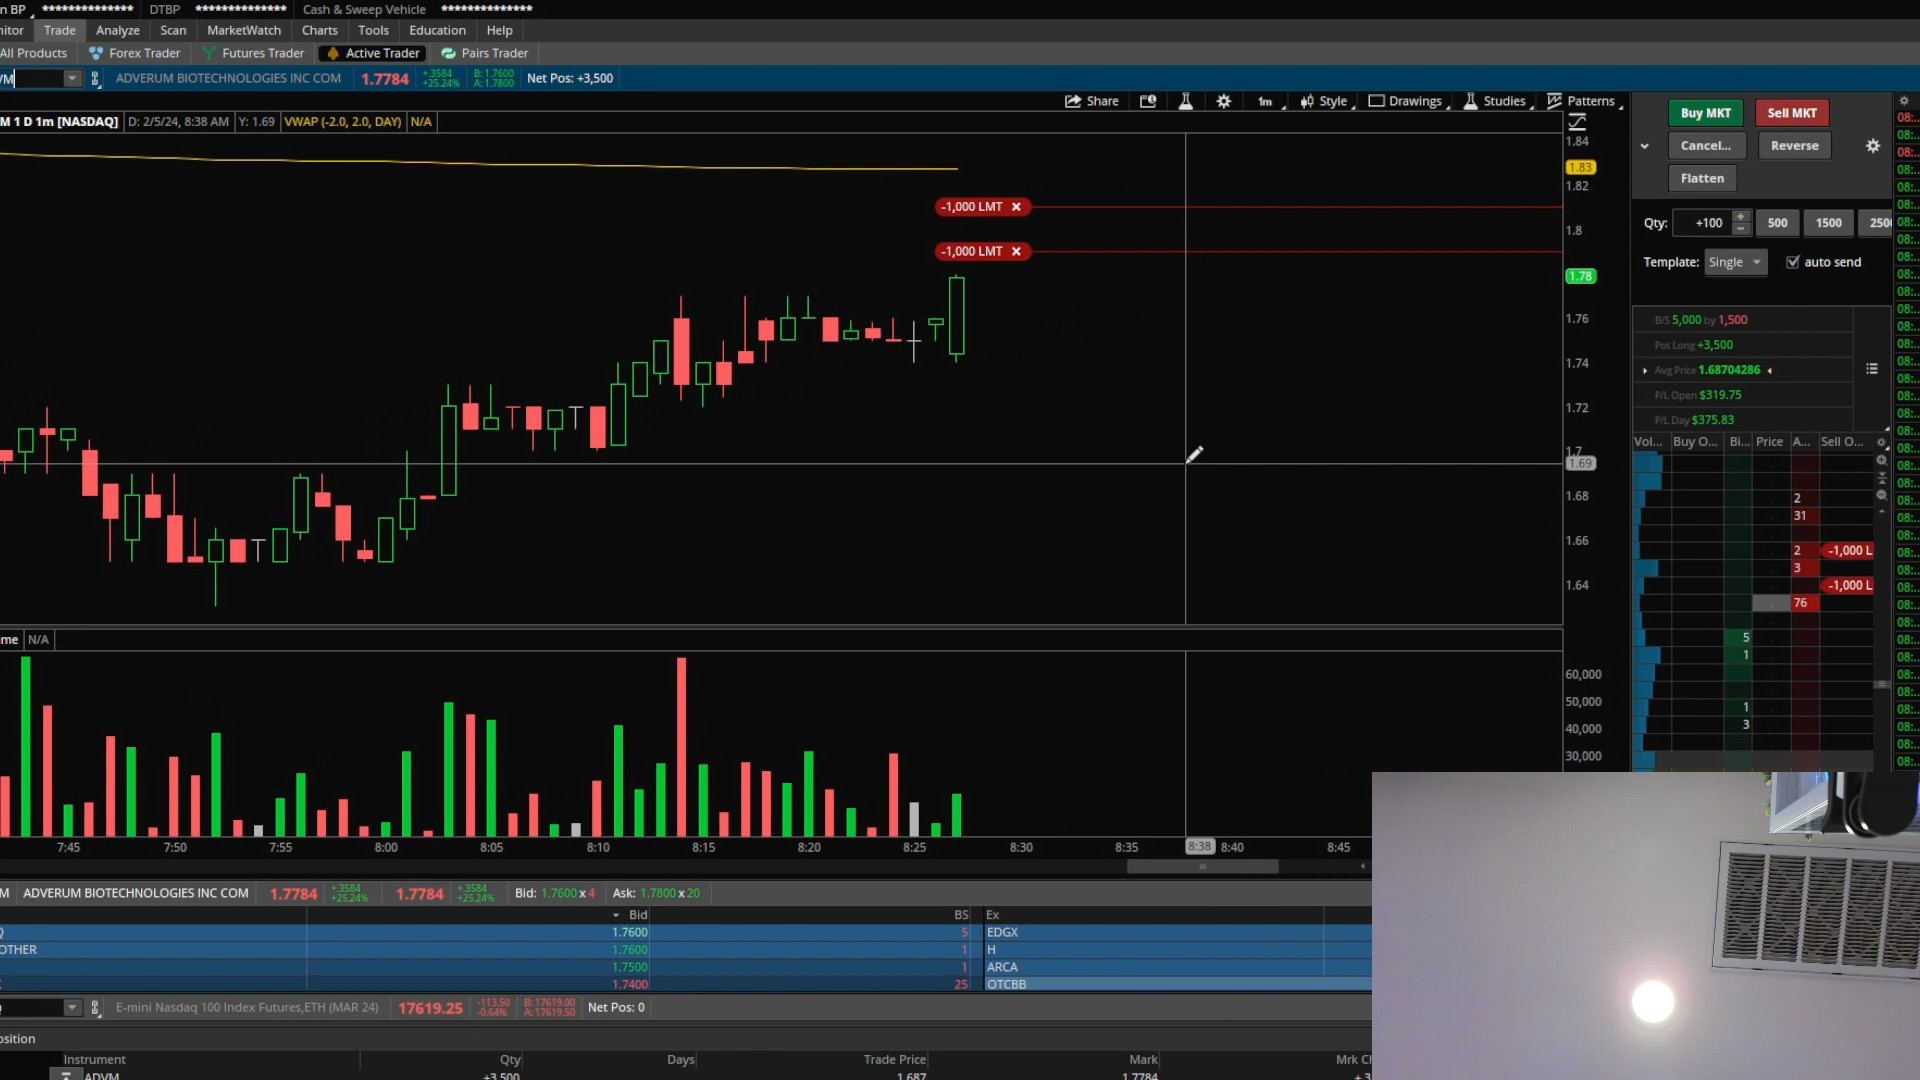 n BP ************** DTBP ************** Cash & Sweep Vehicle **************
nitor Trade Analyze Scan MarketWatch Charts Tools Education Help
All Products Forex Trader Futures Trader Active Trader Pairs Trader
VM ADVERUM BIOTECHNOLOGIES INC COM 1.7784 +.3584 +25.24% B: 1.7600 A: 1.7800 Net Pos: +3,500
Share 1m Style Drawings Studies Patterns
M 1 D 1m [NASDAQ] D: 2/5/24, 8:38 AM Y: 1.69 VWAP (-2.0, 2.0, DAY) N/A
1.84
1.83
1.82
1.8
1.78
1.76
1.74
1.72
1.7
1.69
1.68
1.66
1.64
-1,000 LMT
-1,000 LMT
Buy MKT Sell MKT
Cancel... Reverse
Flatten
Qty: +100 500 1500 250
Template: Single auto send
B/S 5,000 by 1,500
Pos Long +3,500
Avg Price 1.68704286
P/L Open $319.75
P/L Day $375.83
Vol... Buy O... Bi... Price A... Sell O...
2
31
2 -1,000 L
3
-1,000 L
76
5
1
1
3
me N/A
60,000
50,000
40,000
30,000
7:45 7:50 7:55 8:00 8:05 8:10 8:15 8:20 8:25 8:30 8:35 8:38 8:40 8:45
M ADVERUM BIOTECHNOLOGIES INC COM 1.7784 +.3584 +25.24% 1.7784 +.3584 +25.24% Bid: 1.7600 x 4 Ask: 1.7800 x 20
Bid BS Ex
Q 1.7600 5 EDGX
OTHER 1.7600 1 H
1.7500 1 ARCA
1.7400 25 OTCBB
E-mini Nasdaq 100 Index Futures,ETH (MAR 24) 17619.25 -113.50 -0.64% B: 17619.00 A: 17619.50 Net Pos: 0
osition
Instrument Qty Days Trade Price Mark Mrk Ch
ADVM +3,500 1.687 1.7784 + 3